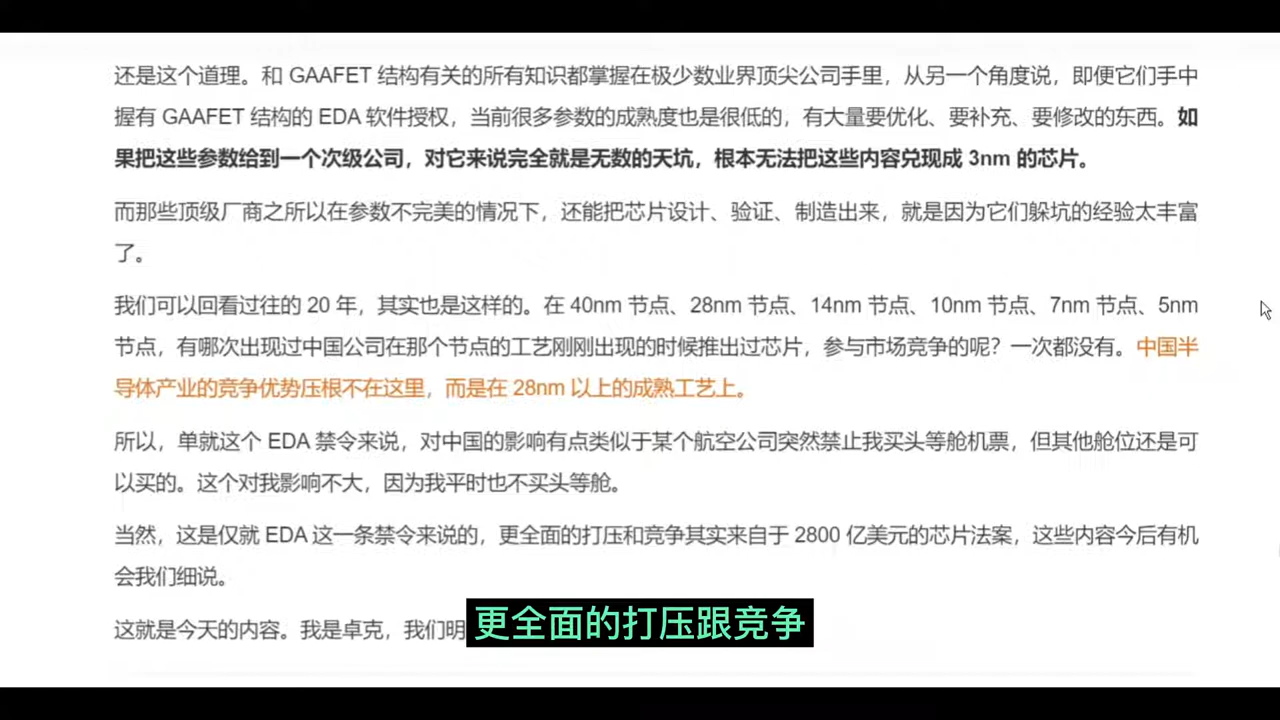 还是这个道理。和 GAAFET 结构有关的所有知识都掌握在极少数业界顶尖公司手里，从另一个角度说，即便它们手中
握有 GAAFET 结构的 EDA 软件授权，当前很多参数的成熟度也是很低的，有大量要优化、要补充、要修改的东西。如
果把这些参数给到一个次级公司，对它来说完全就是无数的天坑，根本无法把这些内容兑现成 3nm 的芯片。
而那些顶级厂商之所以在参数不完美的情况下，还能把芯片设计、验证、制造出来，就是因为它们躲坑的经验太丰富
了。
我们可以回看过往的 20 年，其实也是这样的。在 40nm 节点、28nm 节点、14nm 节点、10nm 节点、7nm 节点、5nm
节点，有哪次出现过中国公司在那个节点的工艺刚刚出现的时候推出过芯片，参与市场竞争的呢？一次都没有。中国半
导体产业的竞争优势压根不在这里，而是在 28nm 以上的成熟工艺上。
所以，单就这个 EDA 禁令来说，对中国的影响有点类似于某个航空公司突然禁止我买头等舱机票，但其他舱位还是可
以买的。这个对我影响不大，因为我平时也不买头等舱。
当然，这是仅就 EDA 这一条禁令来说的，更全面的打压和竞争其实来自于 2800 亿美元的芯片法案，这些内容今后有机
会我们细说。
这就是今天的内容。我是卓克，我们明
更全面的打压跟竞争